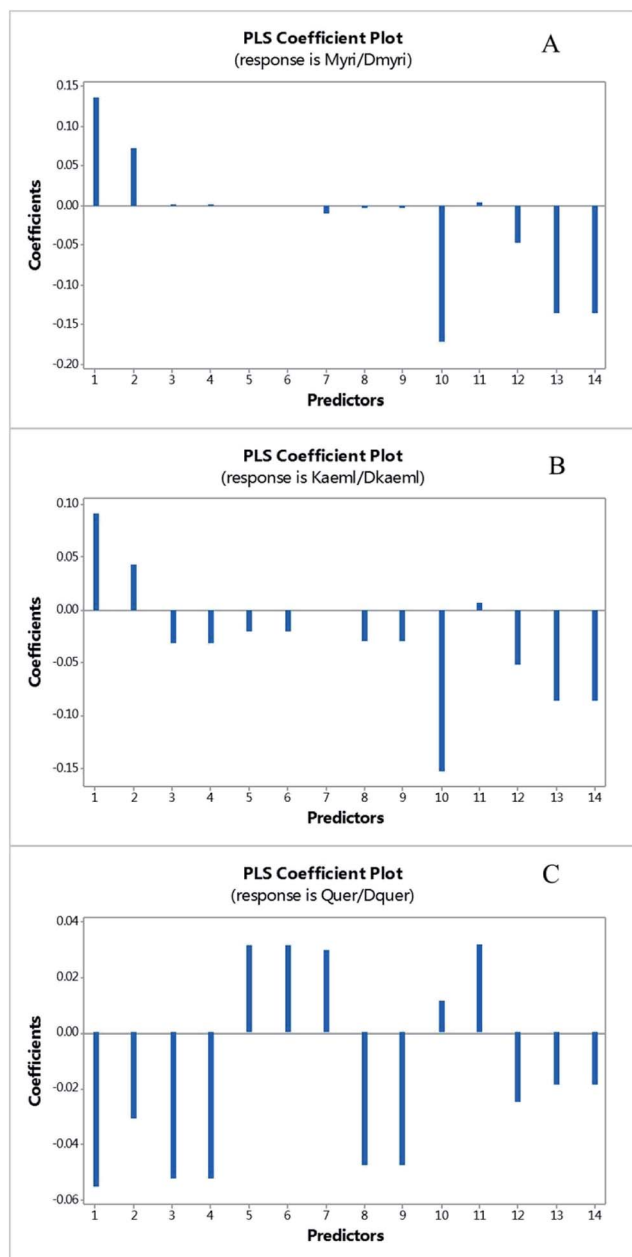 PLS Coefficient Plot
(response is Myri/Dmyri)
A
0.15
0.10
0.05
0.00
-0.05
-0.10
-0.15
-0.20
Coefficients
1 2 3 4 5 6 7 8 9 10 11 12 13 14
Predictors
PLS Coefficient Plot
(response is Kaeml/Dkaeml)
B
0.10
0.05
0.00
-0.05
-0.10
-0.15
Coefficients
1 2 3 4 5 6 7 8 9 10 11 12 13 14
Predictors
PLS Coefficient Plot
(response is Quer/Dquer)
C
0.04
0.02
0.00
-0.02
-0.04
-0.06
Coefficients
1 2 3 4 5 6 7 8 9 10 11 12 13 14
Predictors